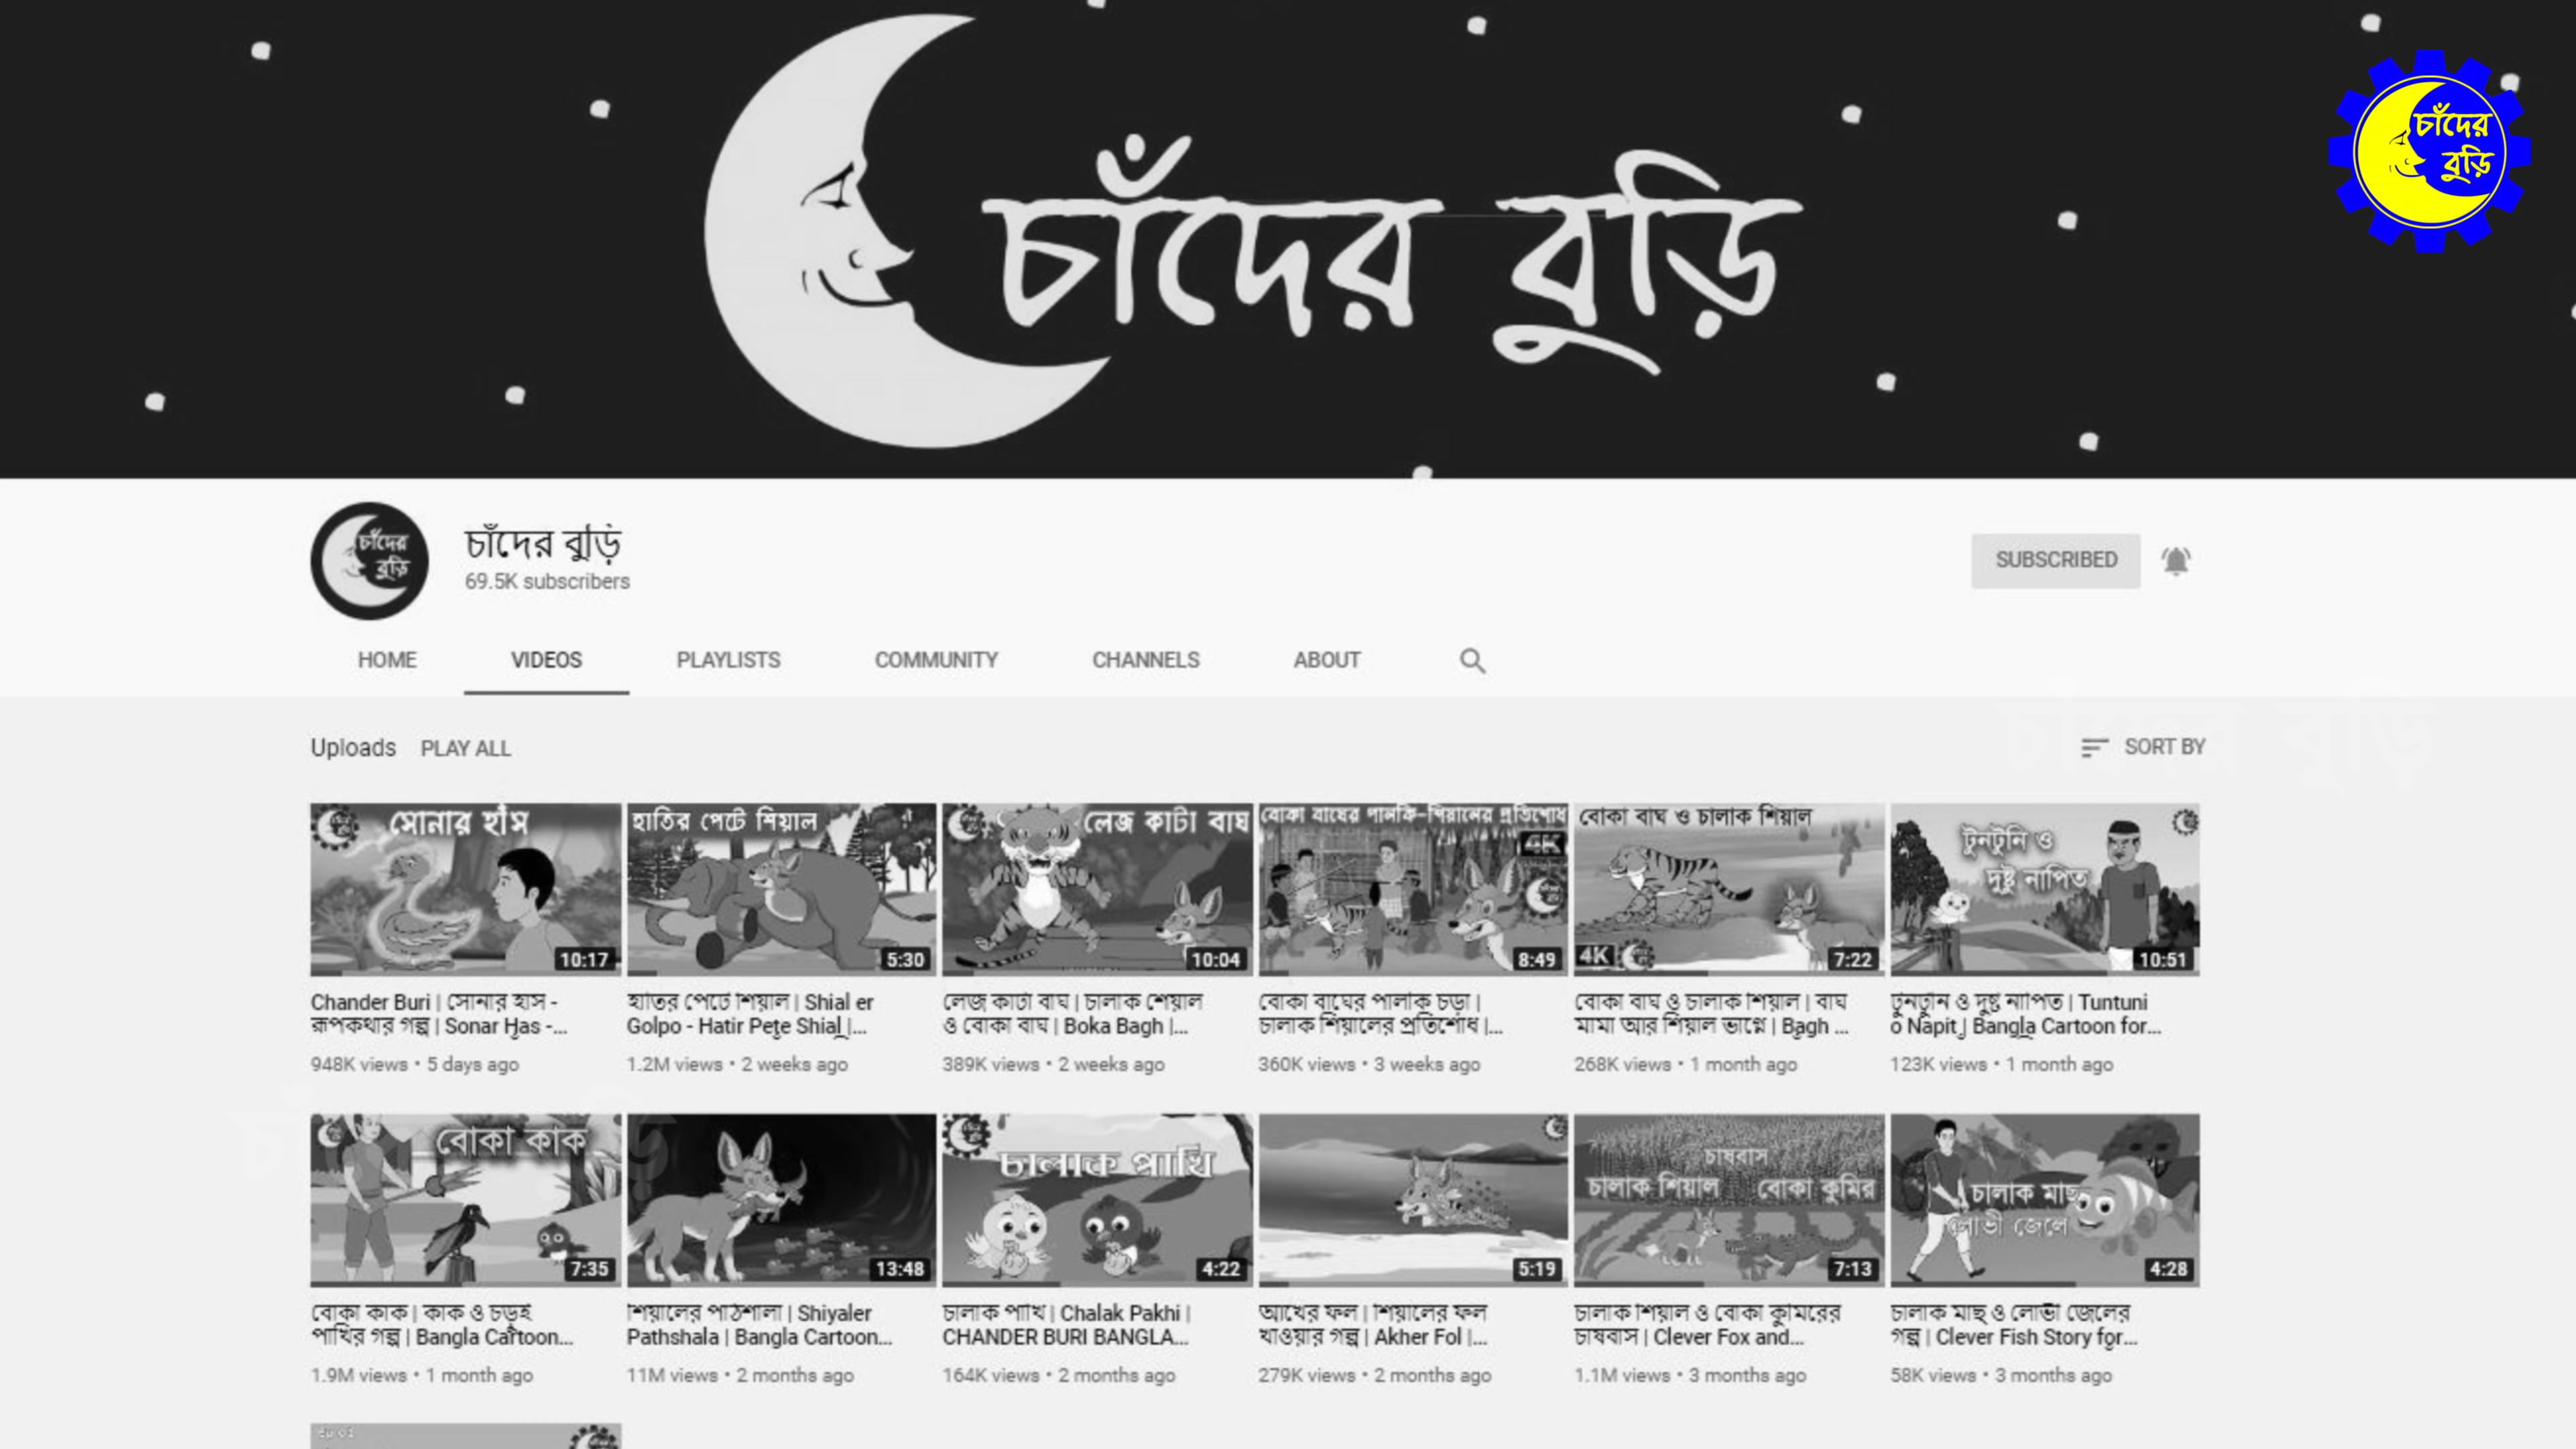 চাঁদের বুড়ি
চাঁদের
বুড়ি
চাঁদের
বুড়ি
চাঁদের বুড়ি
69.5K subscribers
SUBSCRIBED
HOME VIDEOS PLAYLISTS COMMUNITY CHANNELS ABOUT
Uploads PLAY ALL
SORT BY
সোনার হাঁস
10:17
হাতির পেটে শিয়াল
5:30
লেজ কাটা বাঘ
10:04
বোকা বাঘের পালকি-শিয়ালের প্রতিশোধ
4K
8:49
বোকা বাঘ ও চালাক শিয়াল
4K
7:22
টুনটুনি ও
দুষ্টু নাপিত
10:51
Chander Buri | সোনার হাঁস -
রূপকথার গল্প | Sonar Has -...
948K views • 5 days ago
হাতির পেটে শিয়াল | Shial er
Golpo - Hatir Pete Shial |...
1.2M views • 2 weeks ago
লেজ কাটা বাঘ | চালাক শেয়াল
ও বোকা বাঘ | Boka Bagh |...
389K views • 2 weeks ago
বোকা বাঘের পালকি চড়া |
চালাক শিয়ালের প্রতিশোধ |...
360K views • 3 weeks ago
বোকা বাঘ ও চালাক শিয়াল | বাঘ
মামা আর শিয়াল ভাগ্নে | Bagh ...
268K views • 1 month ago
টুনটুনি ও দুষ্টু নাপিত | Tuntuni
o Napit | Bangla Cartoon for...
123K views • 1 month ago
বোকা কাক
7:35
13:48
চালাক পাখি
4:22
5:19
চাষবাস
চালাক শিয়াল বোকা কুমির
7:13
চালাক মাছ
লোভী জেলে
4:28
বোকা কাক | কাক ও চড়ুই
পাখির গল্প | Bangla Cartoon...
1.9M views • 1 month ago
শিয়ালের পাঠশালা | Shiyaler
Pathshala | Bangla Cartoon...
11M views • 2 months ago
চালাক পাখি | Chalak Pakhi |
CHANDER BURI BANGLA...
164K views • 2 months ago
আখের ফল | শিয়ালের ফল
খাওয়ার গল্প | Akher Fol |...
279K views • 2 months ago
চালাক শিয়াল ও বোকা কুমিরের
চাষবাস | Clever Fox and...
1.1M views • 3 months ago
চালাক মাছ ও লোভী জেলের
গল্প | Clever Fish Story for...
58K views • 3 months ago